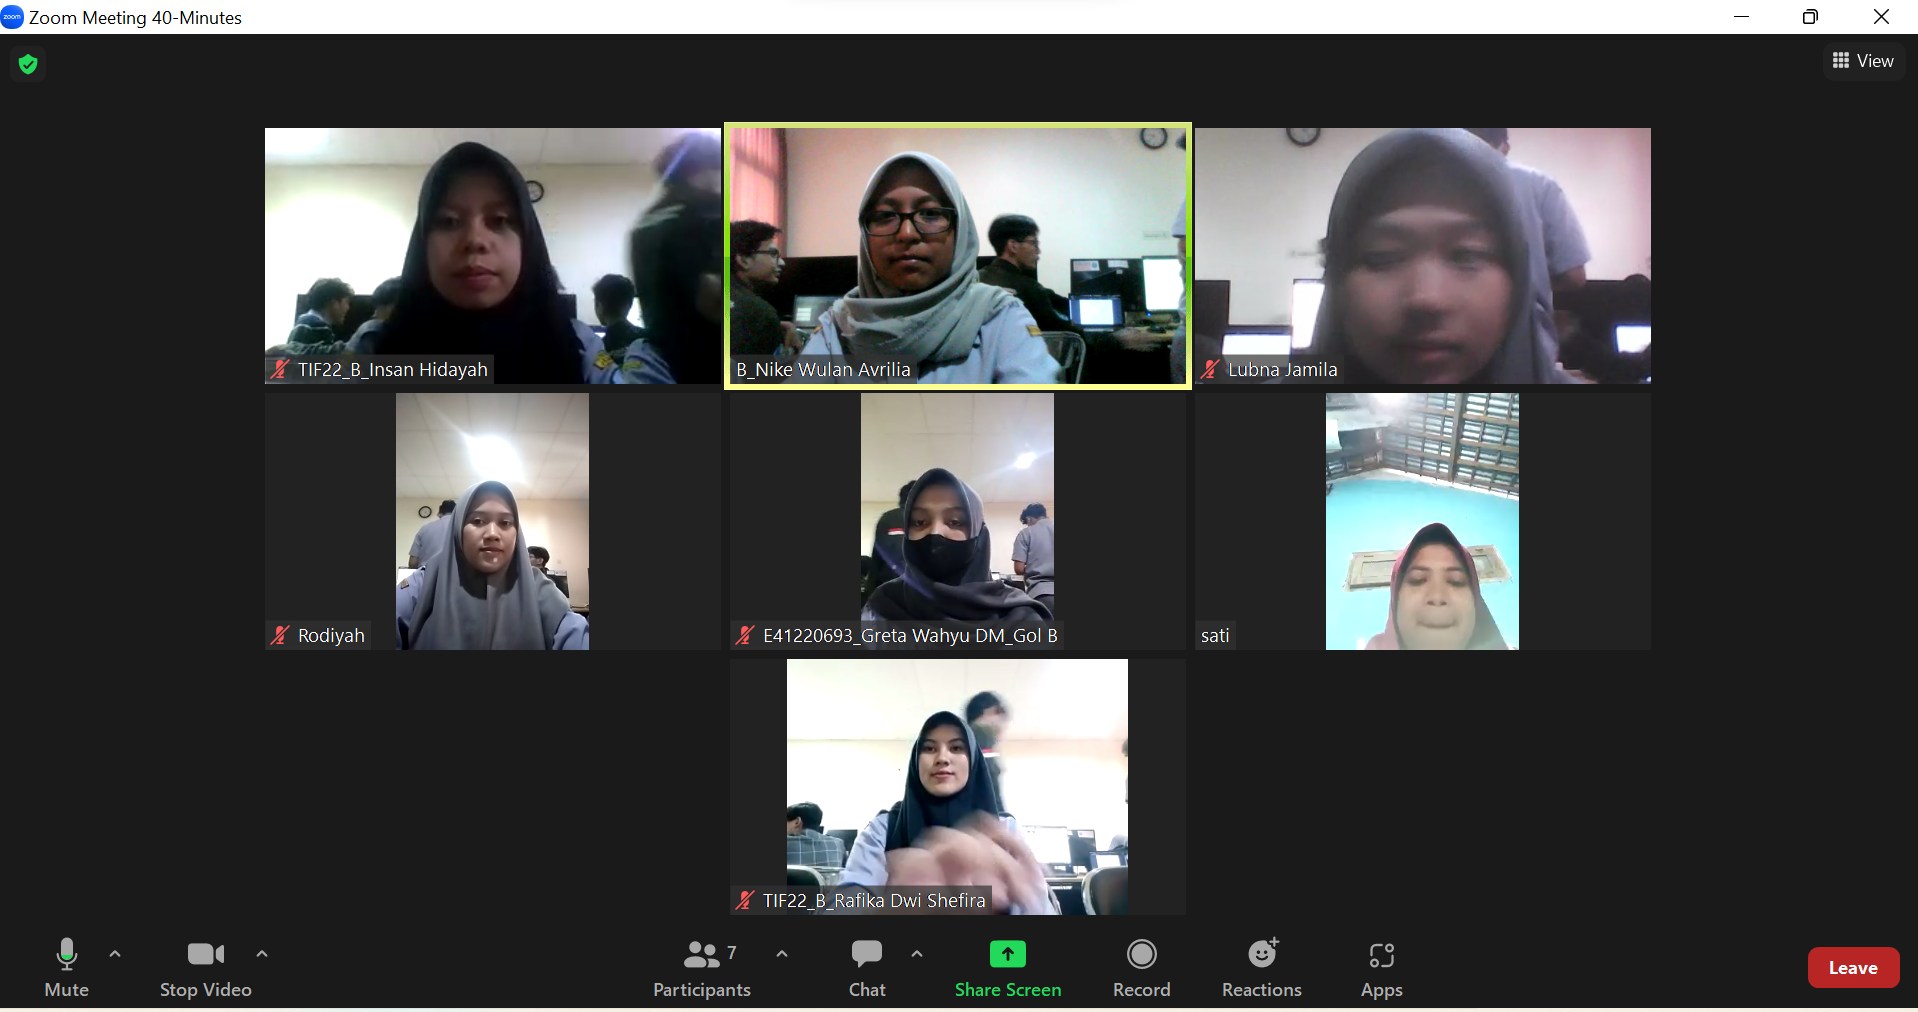 zoom Zoom Meeting 40-Minutes
View
TIF22_B_Insan Hidayah
B_Nike Wulan Avrilia
Lubna Jamila
Rodiyah
E41220693_Greta Wahyu DM_Gol B
sati
TIF22_B_Rafika Dwi Shefira
7
Mute
Stop Video
Participants
Chat
Share Screen
Record
Reactions
Apps
Leave